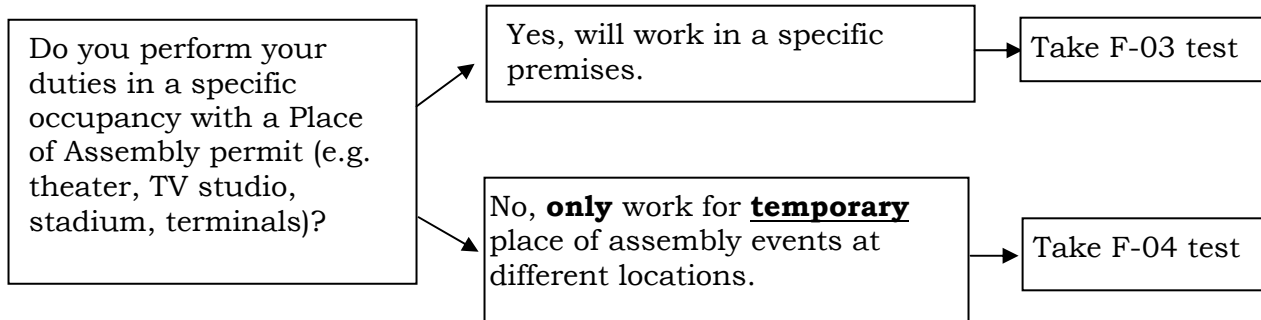 Do you perform your
duties in a specific
occupancy with a Place
of Assembly permit (e.g.
theater, TV studio,
stadium, terminals)?
Yes, will work in a specific
premises.
Take F-03 test
No, only work for temporary
place of assembly events at
different locations.
Take F-04 test